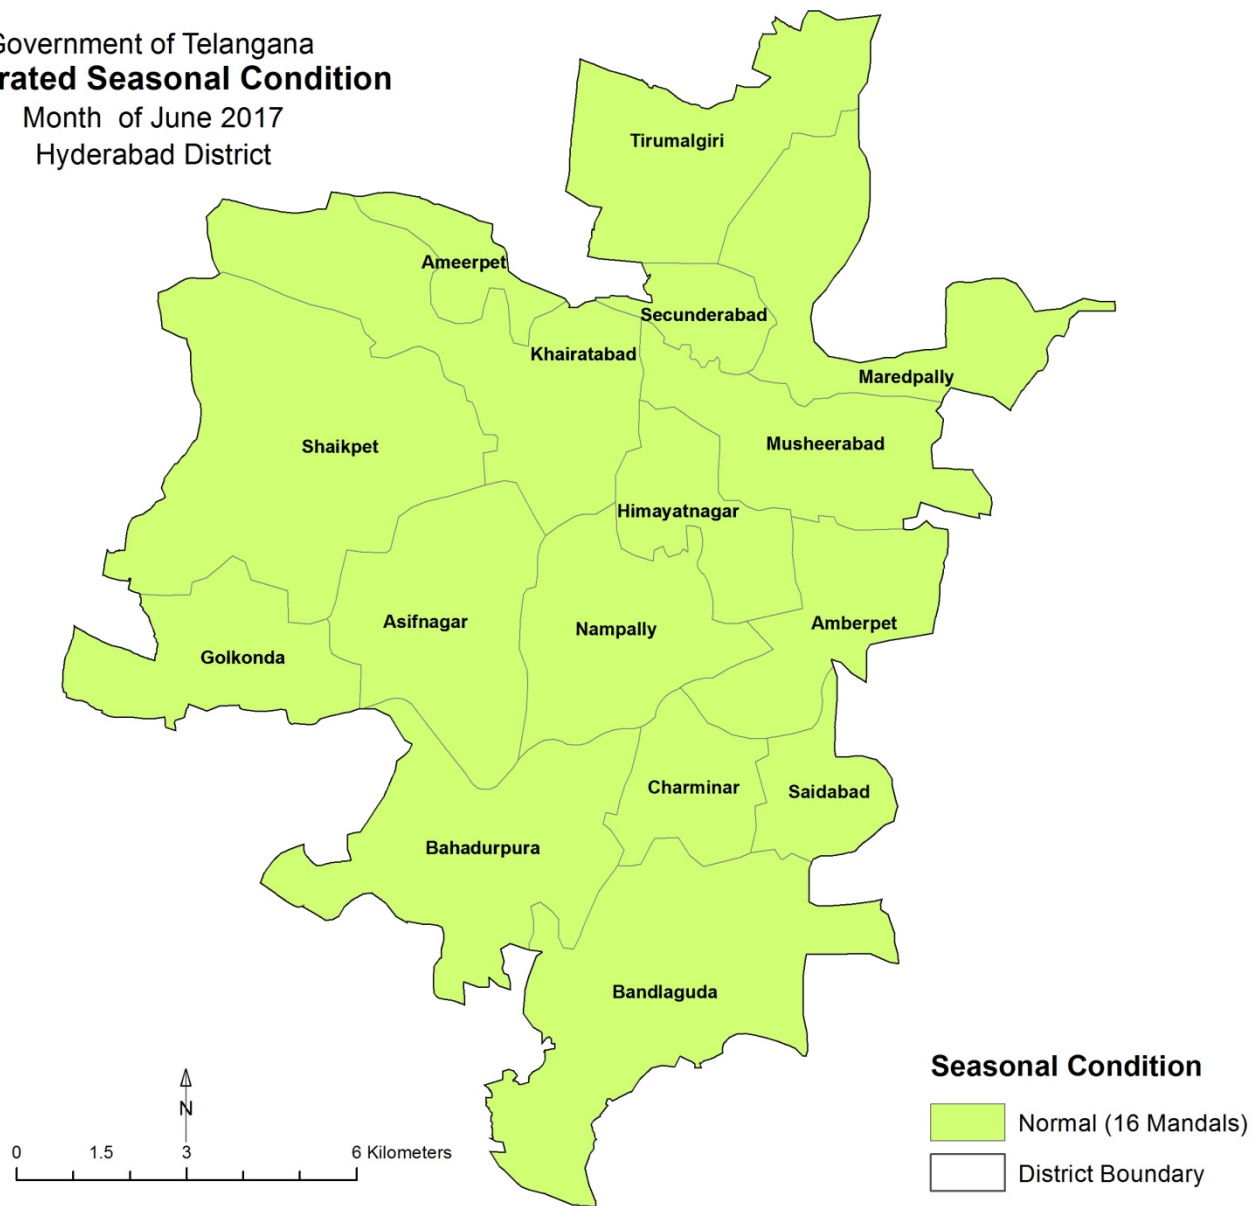 Government of Telangana
rated Seasonal Condition
Month of June 2017
Hyderabad District
Tirumalgiri
Ameerpet
Secunderabad
Khairatabad
Maredpally
Shaikpet
Musheerabad
Himayatnagar
Asifnagar
Nampally
Amberpet
Golkonda
Charminar
Saidabad
Bahadurpura
Bandlaguda
Seasonal Condition
Normal (16 Mandals)
District Boundary
N
0 1.5 3 6 Kilometers